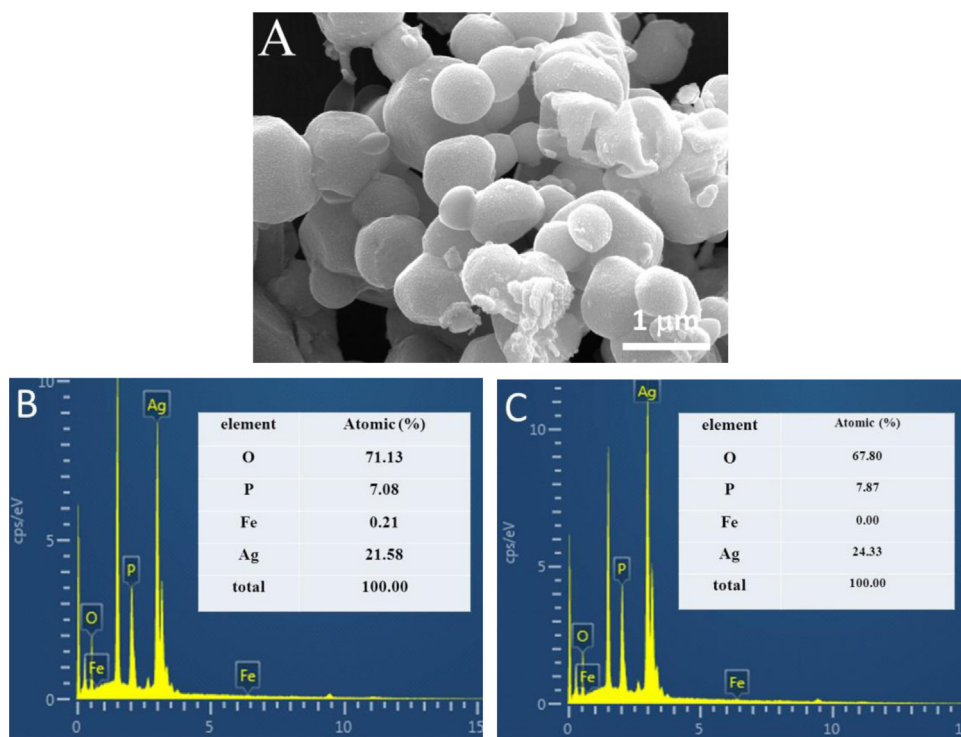 A
1 μm
B
10
5
0
cps/eV
Ag
P
O
Fe
Fe
0 5 10 15
element Atomic (%)
O 71.13
P 7.08
Fe 0.21
Ag 21.58
total 100.00
C
10
5
0
cps/eV
Ag
P
O
Fe
Fe
0 5 10 1
element Atomic (%)
O 67.80
P 7.87
Fe 0.00
Ag 24.33
total 100.00